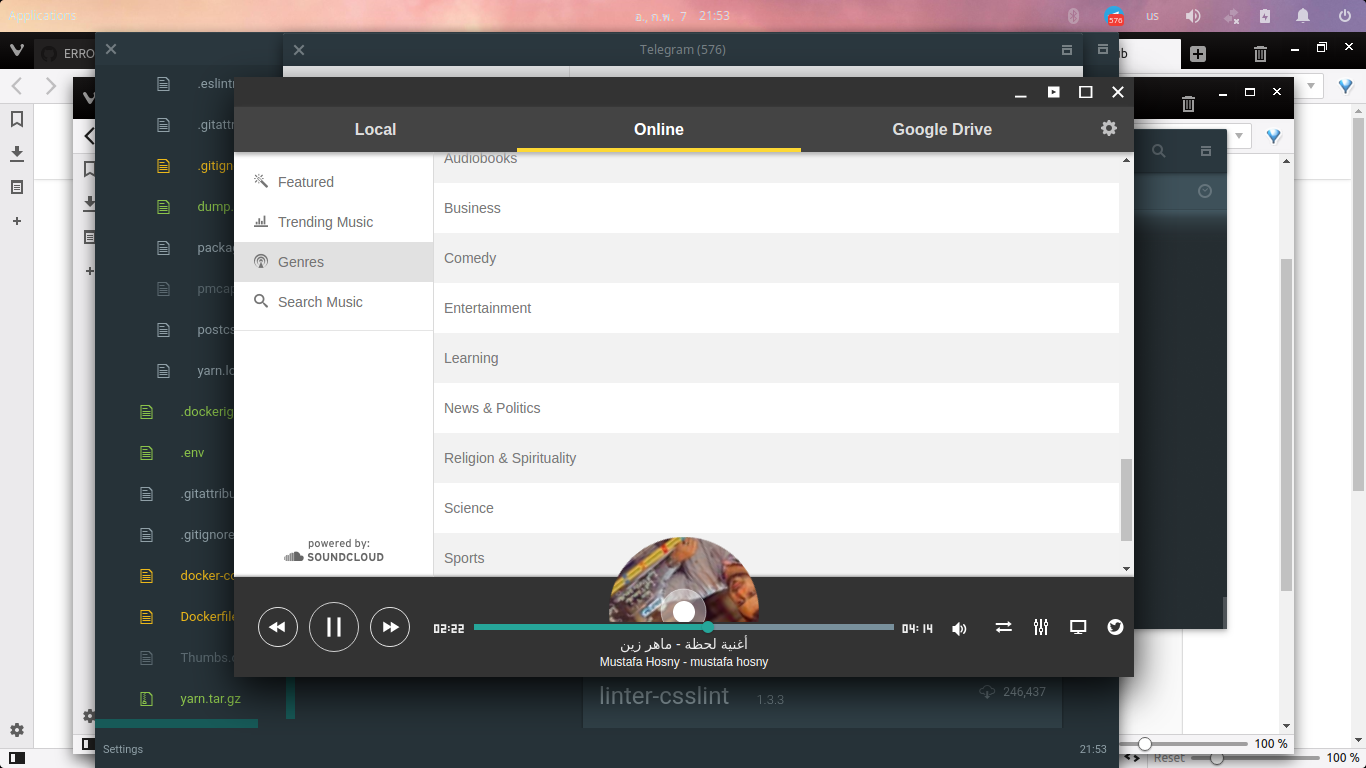 Applications
อ., ก.พ. 7 21:53
576
us
ERRO
Telegram (576)
Local
Online
Google Drive
Featured
Trending Music
Genres
Search Music
powered by:
SOUNDCLOUD
Audiobooks
Business
Comedy
Entertainment
Learning
News & Politics
Religion & Spirituality
Science
Sports
.eslint
.gitattr
.gitign
dump.
packa
pmcap
postcs
yarn.lo
.dockerig
.env
.gitattribu
.gitignore
docker-co
Dockerfile
Thumbs.
yarn.tar.gz
02:22
04:14
أغنية لحظة - ماهر زين
Mustafa Hosny - mustafa hosny
linter-csslint 1.3.3
246,437
Settings
21:53
100 %
Reset
100 %